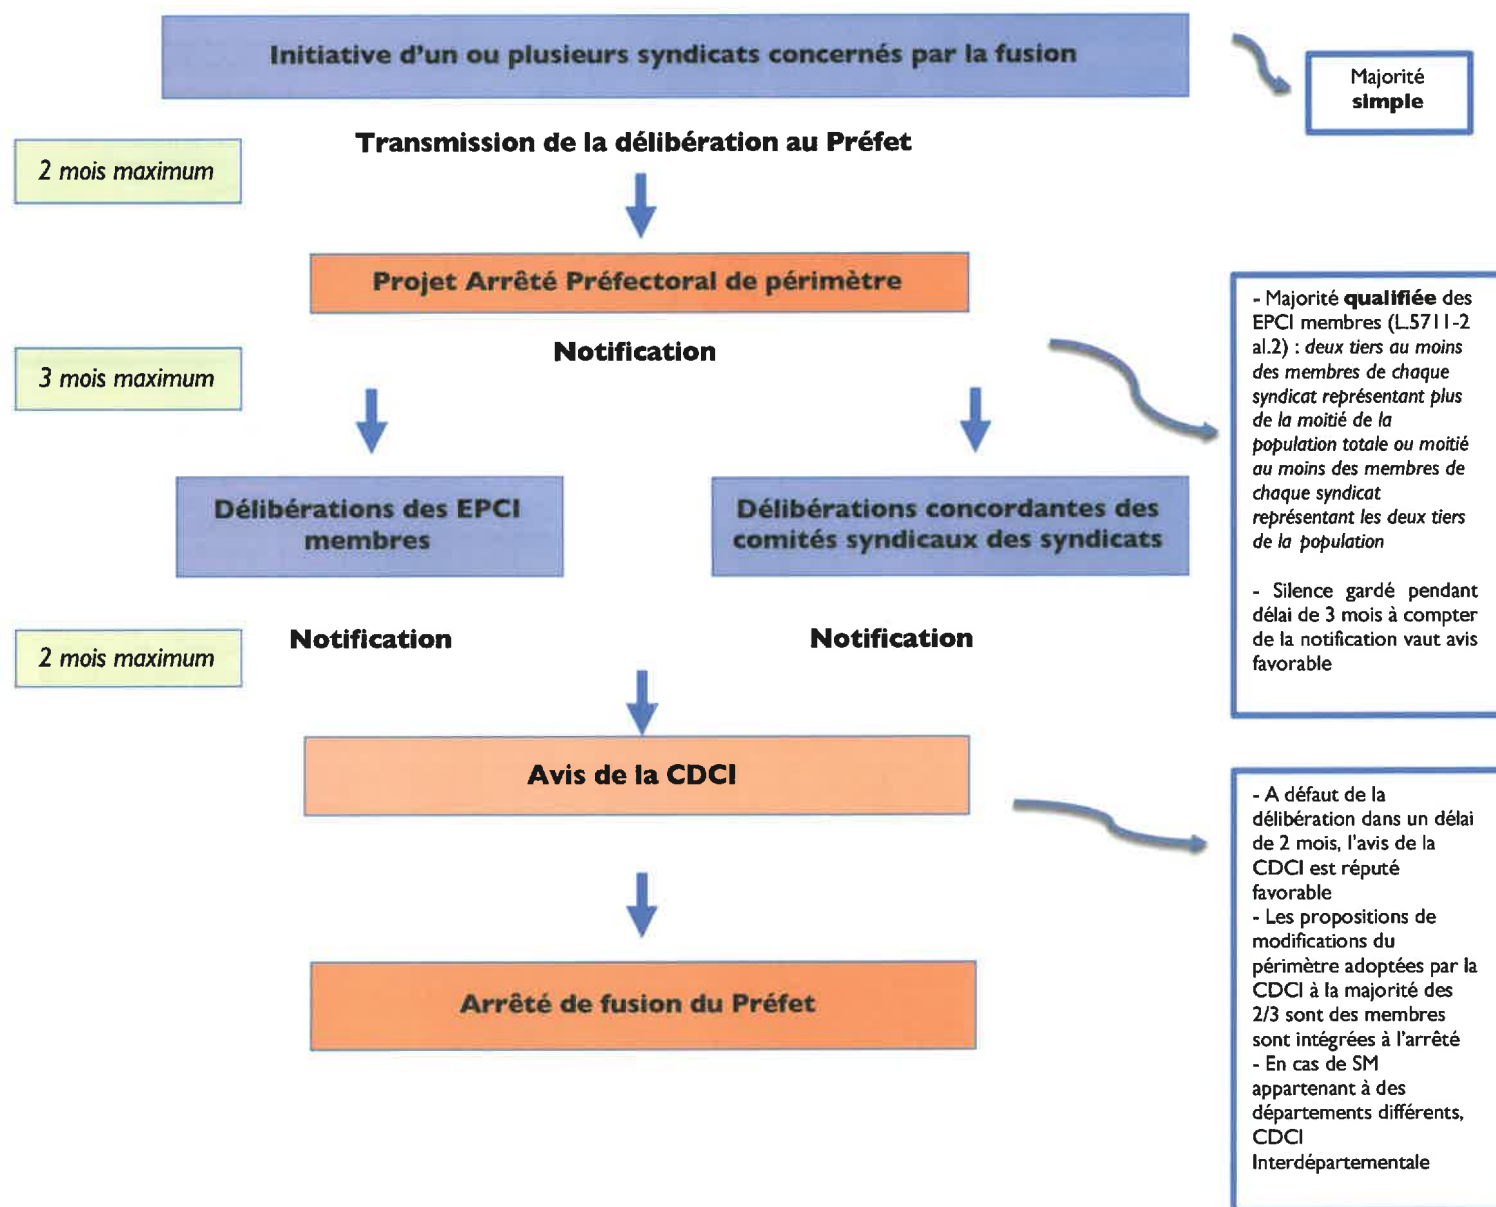 Initiative d'un ou plusieurs syndicats concernés par la fusion
Majorité
simple
Transmission de la délibération au Préfet
2 mois maximum
Projet Arrêté Préfectoral de périmètre
Notification
3 mois maximum
- Majorité qualifiée des
EPCI membres (L.5711-2
al.2) : deux tiers au moins
des membres de chaque
syndicat représentant plus
de la moitié de la
population totale ou moitié
au moins des membres de
chaque syndicat
représentant les deux tiers
de la population
- Silence gardé pendant
délai de 3 mois à compter
de la notification vaut avis
favorable
Délibérations des EPCI
membres
Délibérations concordantes des
comités syndicaux des syndicats
Notification
Notification
2 mois maximum
Avis de la CDCI
- A défaut de la
délibération dans un délai
de 2 mois, l'avis de la
CDCI est réputé
favorable
- Les propositions de
modifications du
périmètre adoptées par la
CDCI à la majorité des
2/3 sont des membres
sont intégrées à l'arrêté
- En cas de SM
appartenant à des
départements différents,
CDCI
Interdépartementale
Arrêté de fusion du Préfet